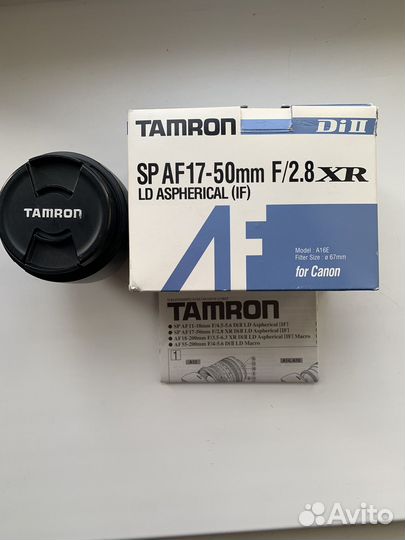 TAMRON
Di II
SP AF17-50mm F/2.8 XR
LD ASPHERICAL [IF]
AF
Model : A16E
Filter Size : ø 67mm
for Canon
TAMRON
TAMRON
● SP AF11-18mm F/4.5-5.6 Di II LD Aspherical [IF]
● SP AF17-50mm F/2.8 XR Di II LD Aspherical [IF]
● AF18-200mm F/3.5-6.3 XR Di II LD Aspherical [IF] Macro
● AF55-200mm F/4-5.6 Di II LD Macro
1
Avito